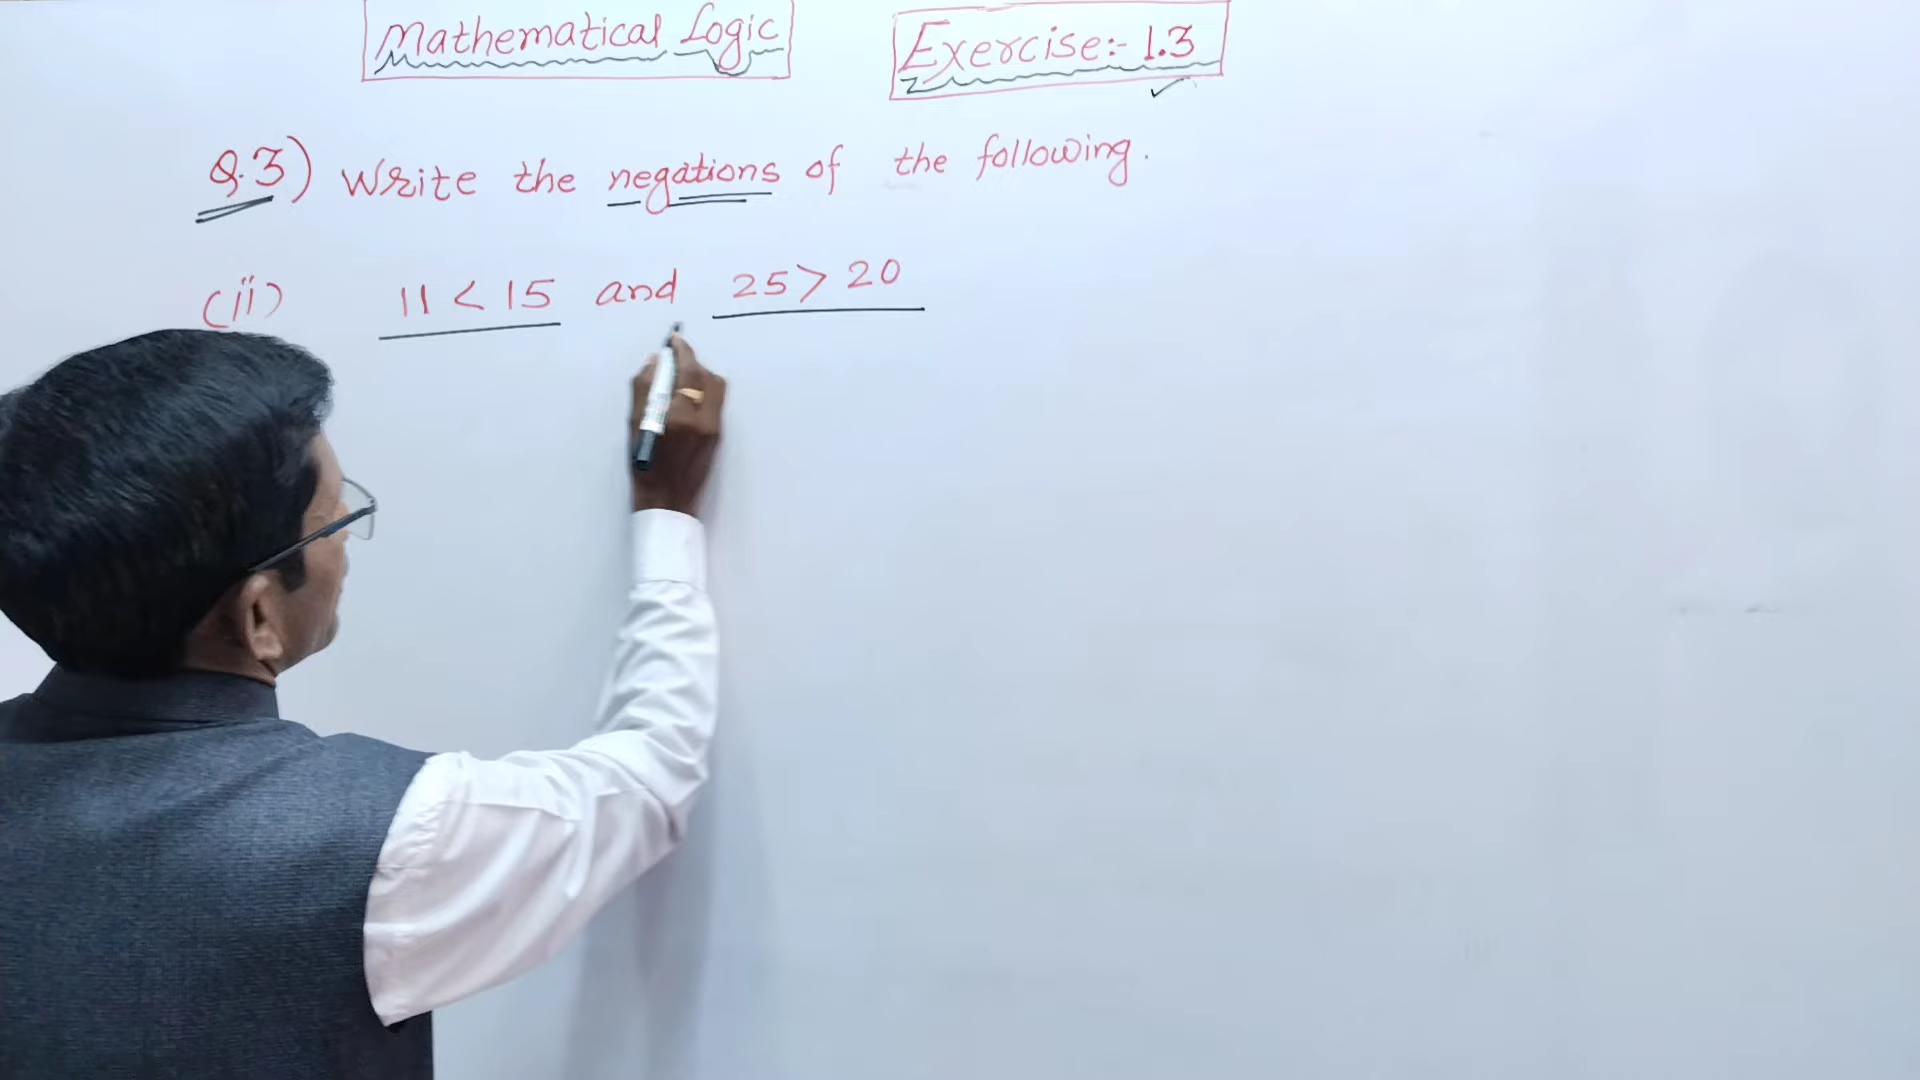 Mathematical Logic
Exercise:- 1.3
Q.3) Write the negations of the following.
(ii) 11 < 15 and 25 > 20